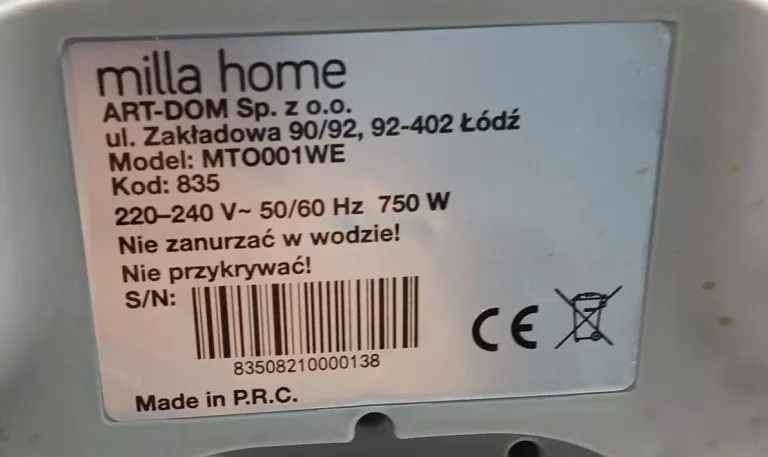 milla home
ART-DOM Sp. z o.o.
ul. Zakładowa 90/92, 92-402 Łódź
Model: MTO001WE
Kod: 835
220–240 V~ 50/60 Hz 750 W
Nie zanurzać w wodzie!
Nie przykrywać!
S/N:
83508210000138
CE
Made in P.R.C.